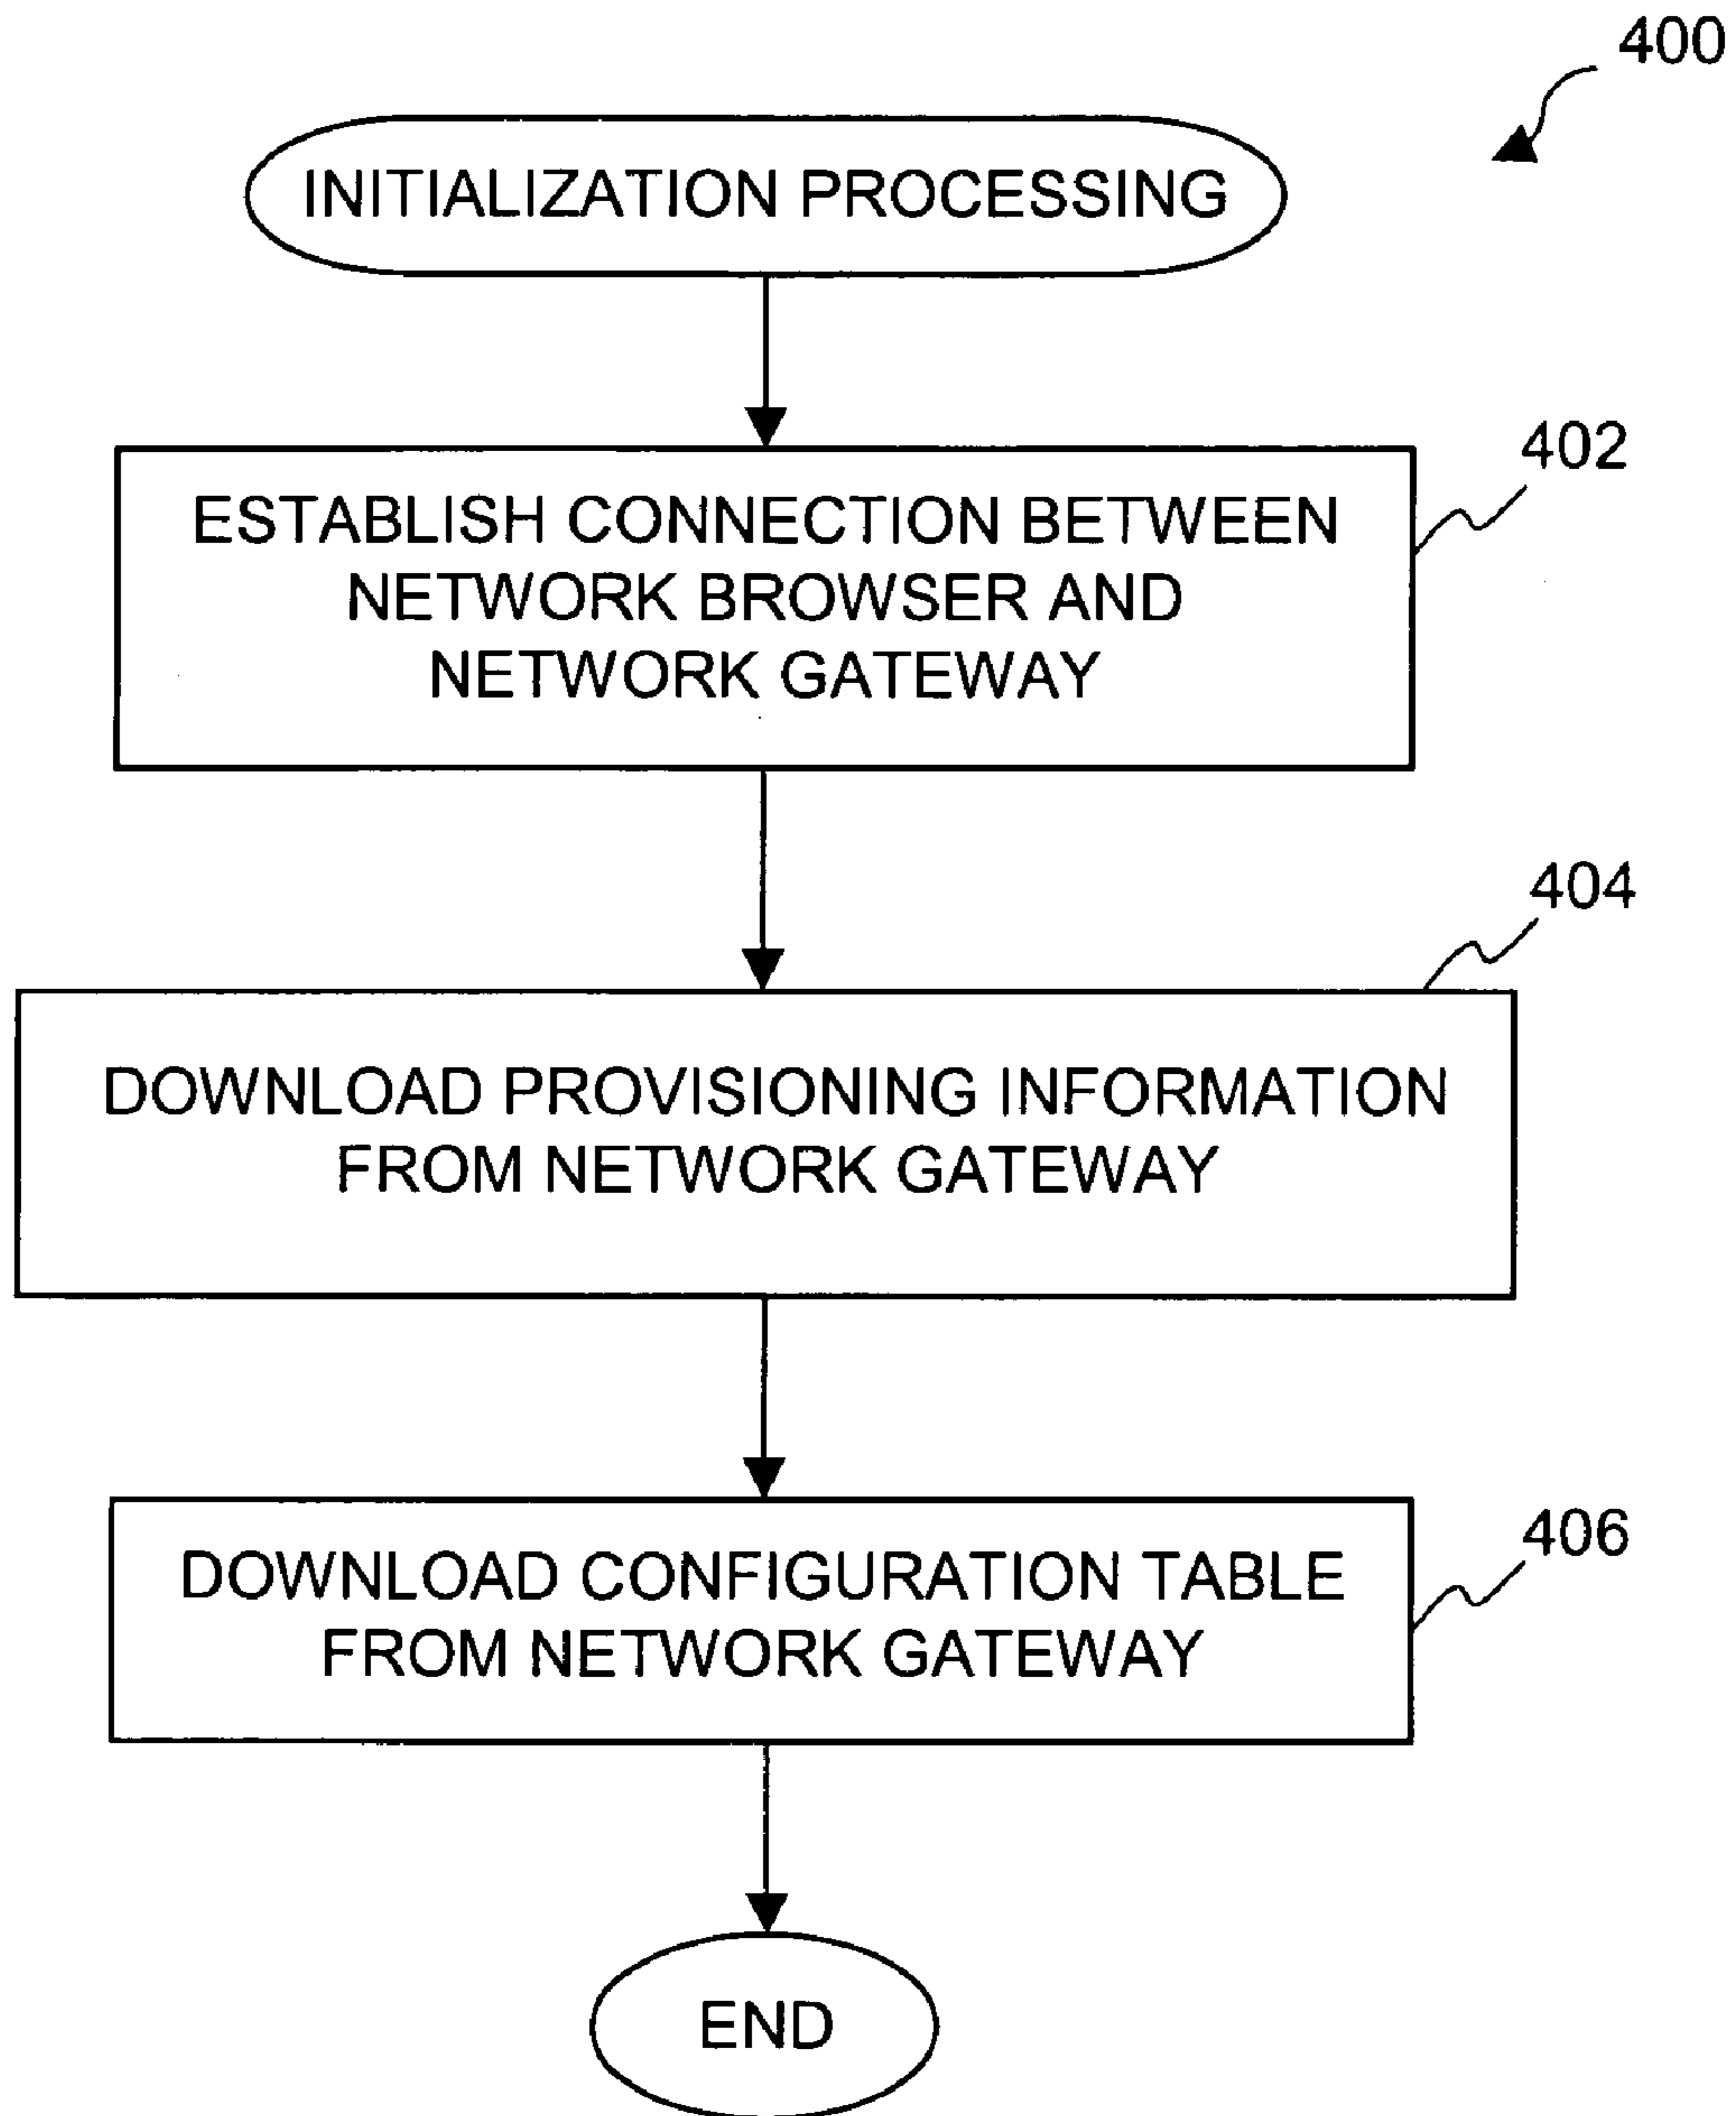 400
INITIALIZATION PROCESSING
402
ESTABLISH CONNECTION BETWEEN
NETWORK BROWSER AND
NETWORK GATEWAY
404
DOWNLOAD PROVISIONING INFORMATION
FROM NETWORK GATEWAY
406
DOWNLOAD CONFIGURATION TABLE
FROM NETWORK GATEWAY
END